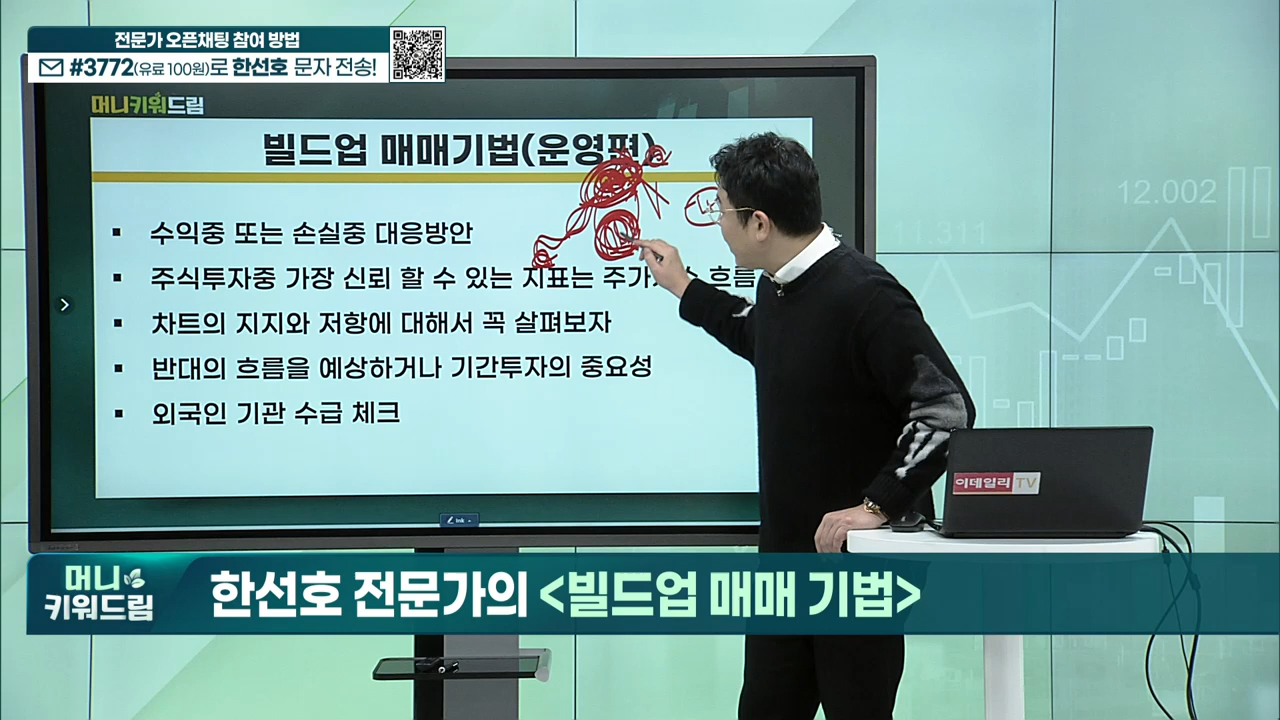 전문가 오픈채팅 참여 방법
#3772(유료 100원)로 한선호 문자 전송!
머니키워드림
빌드업 매매기법(운영편)
▪ 수익중 또는 손실중 대응방안
▪ 주식투자중 가장 신뢰 할 수 있는 지표는 주가 흐름
▪ 차트의 지지와 저항에 대해서 꼭 살펴보자
▪ 반대의 흐름을 예상하거나 기간투자의 중요성
▪ 외국인 기관 수급 체크
Ink
12.002
11.311
이데일리TV
머니
키워드림
한선호 전문가의 <빌드업 매매 기법>